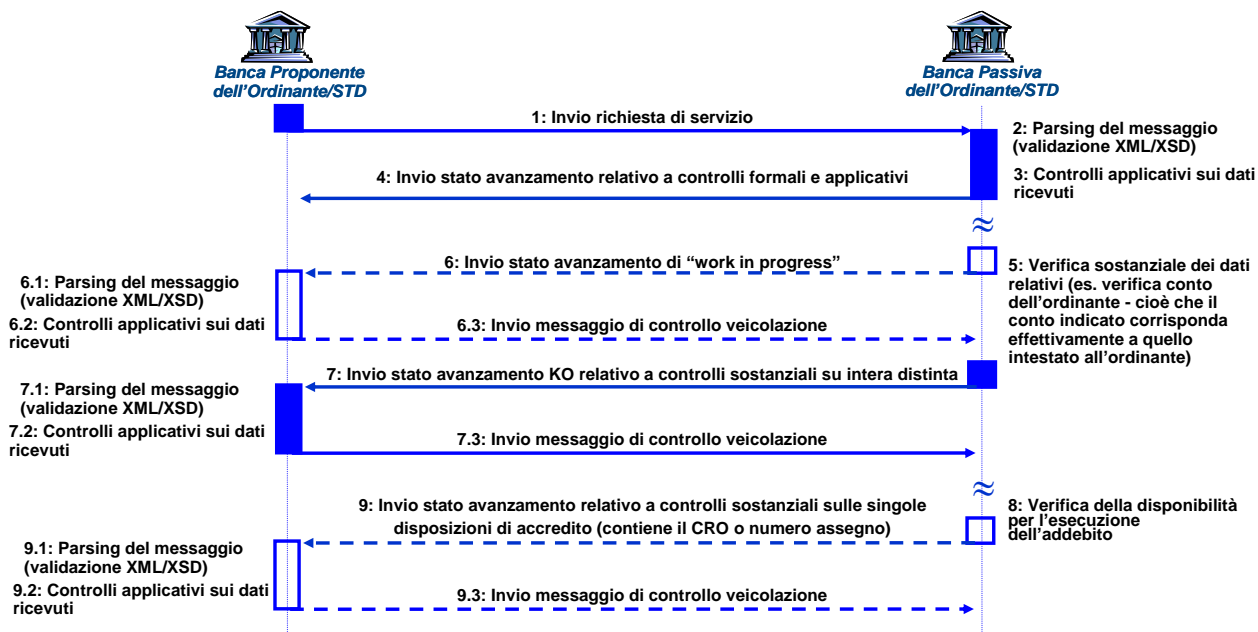 Banca Proponente
dell'Ordinante/STD
Banca Passiva
dell'Ordinante/STD
1: Invio richiesta di servizio
2: Parsing del messaggio
(validazione XML/XSD)
3: Controlli applicativi sui dati
ricevuti
4: Invio stato avanzamento relativo a controlli formali e applicativi
≈
5: Verifica sostanziale dei dati
relativi (es. verifica conto
dell'ordinante - cioè che il
conto indicato corrisponda
effettivamente a quello
intestato all'ordinante)
6: Invio stato avanzamento di “work in progress”
6.1: Parsing del messaggio
(validazione XML/XSD)
6.2: Controlli applicativi sui dati
ricevuti
6.3: Invio messaggio di controllo veicolazione
7: Invio stato avanzamento KO relativo a controlli sostanziali su intera distinta
7.1: Parsing del messaggio
(validazione XML/XSD)
7.2: Controlli applicativi sui dati
ricevuti
7.3: Invio messaggio di controllo veicolazione
≈
8: Verifica della disponibilità
per l'esecuzione
dell'addebito
9: Invio stato avanzamento relativo a controlli sostanziali sulle singole
disposizioni di accredito (contiene il CRO o numero assegno)
9.1: Parsing del messaggio
(validazione XML/XSD)
9.2: Controlli applicativi sui dati
ricevuti
9.3: Invio messaggio di controllo veicolazione